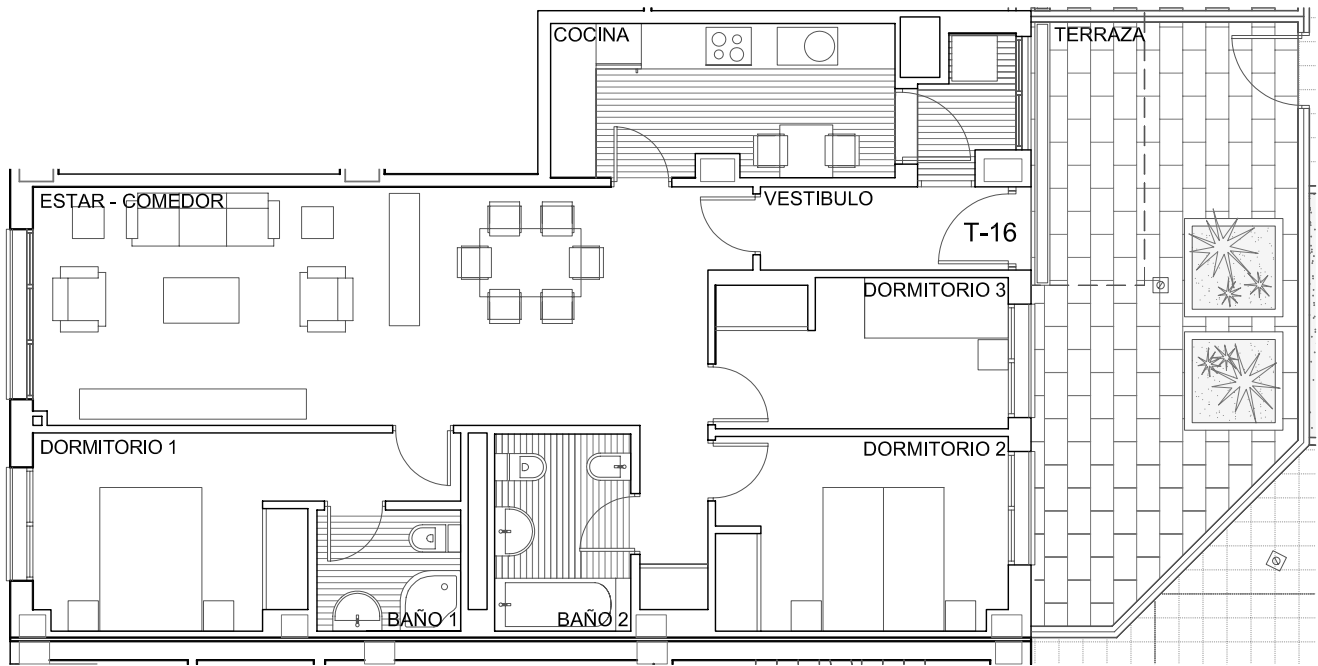 COCINA
TERRAZA
ESTAR - COMEDOR
VESTIBULO
T-16
DORMITORIO 3
DORMITORIO 1
DORMITORIO 2
BAÑO 1
BAÑO 2